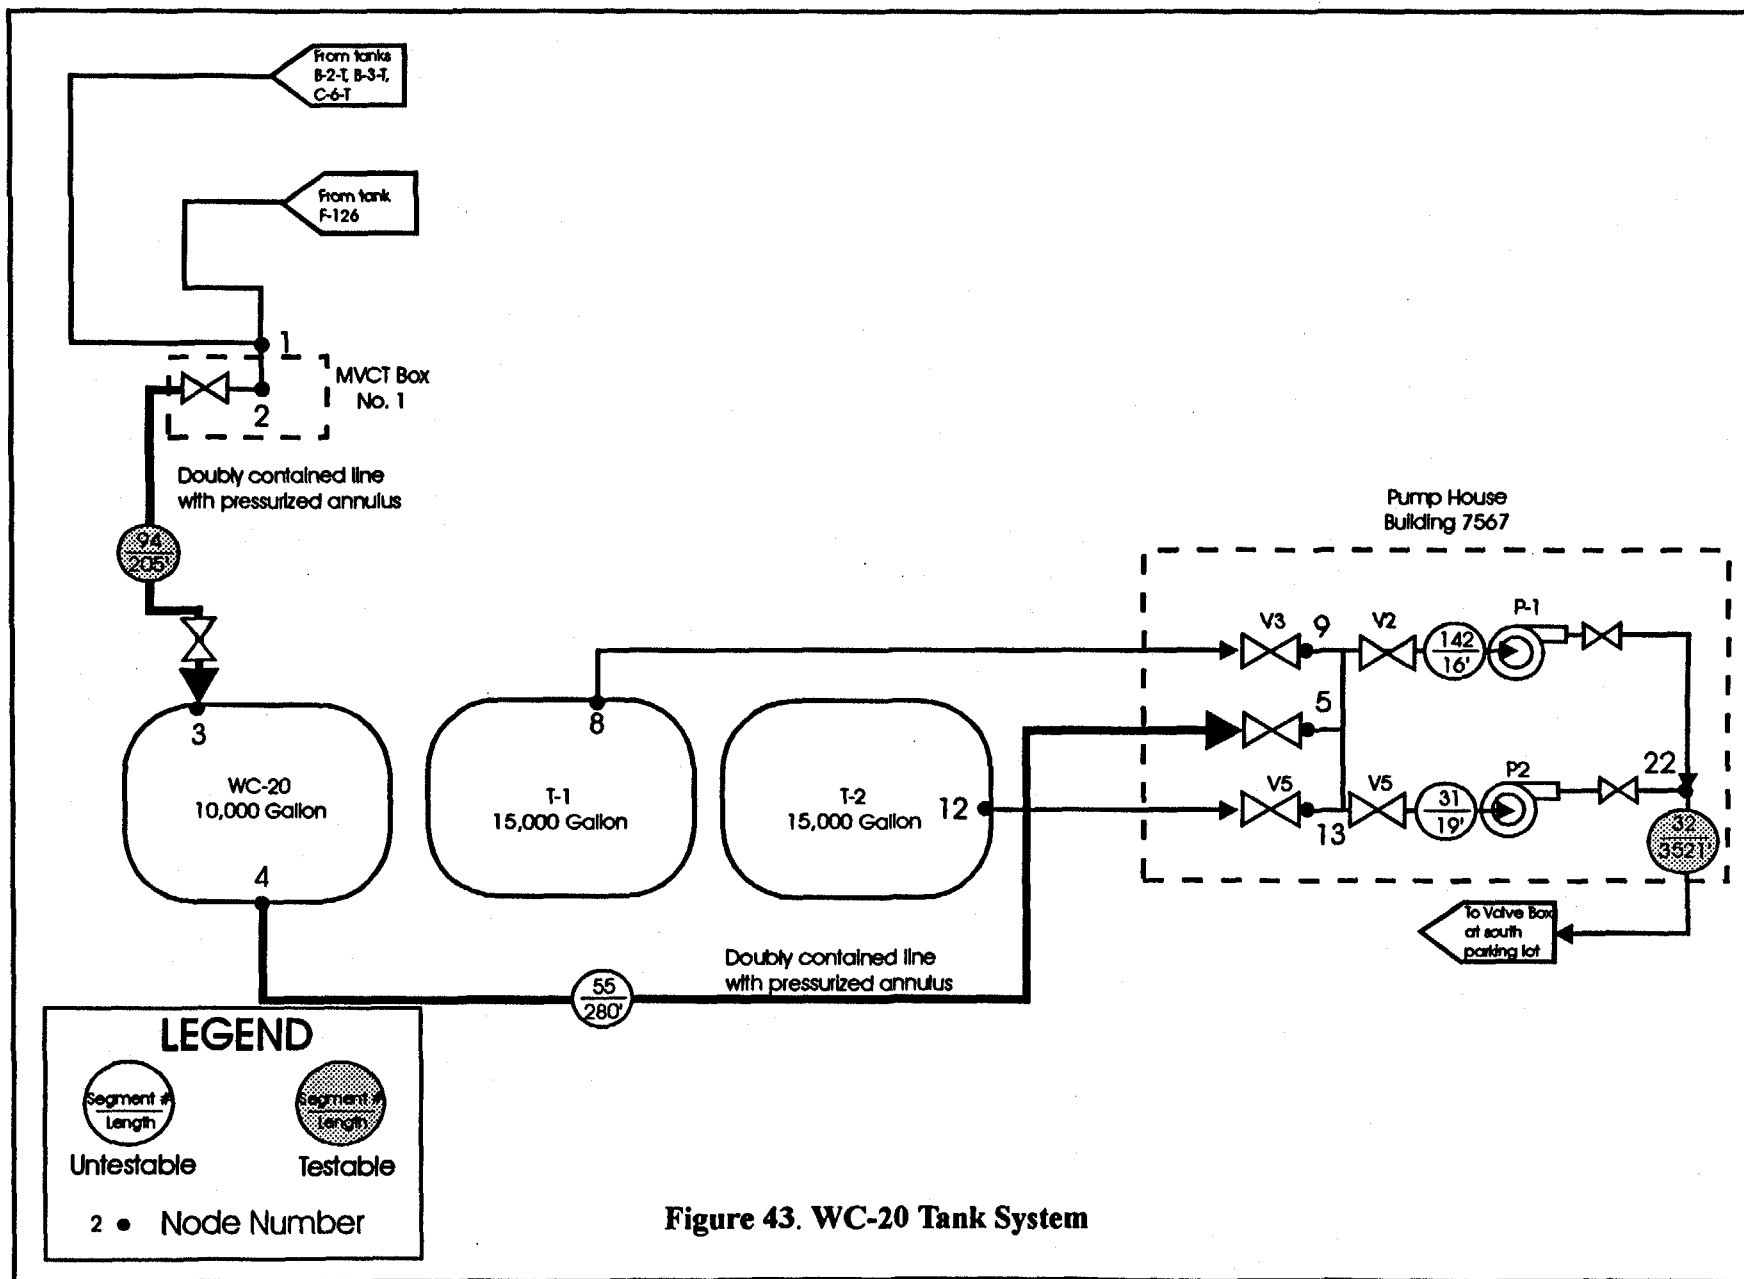 From tanks
B-2-T, B-3-T,
C-6-T
From tank
F-126
1
MVCT Box
No. 1
2
Doubly contained line
with pressurized annulus
94
205'
Pump House
Building 7567
V3
9
V2
142
16'
P-1
3
8
5
WC-20
10,000 Gallon
T-1
15,000 Gallon
T-2
15,000 Gallon
12
V5
13
V5
31
19'
P2
22
32
3521'
4
To Valve Box
at south
parking lot
Doubly contained line
with pressurized annulus
55
280'
LEGEND
Segment #
Length
Untestable
Segment #
Length
Testable
2 • Node Number
Figure 43. WC-20 Tank System